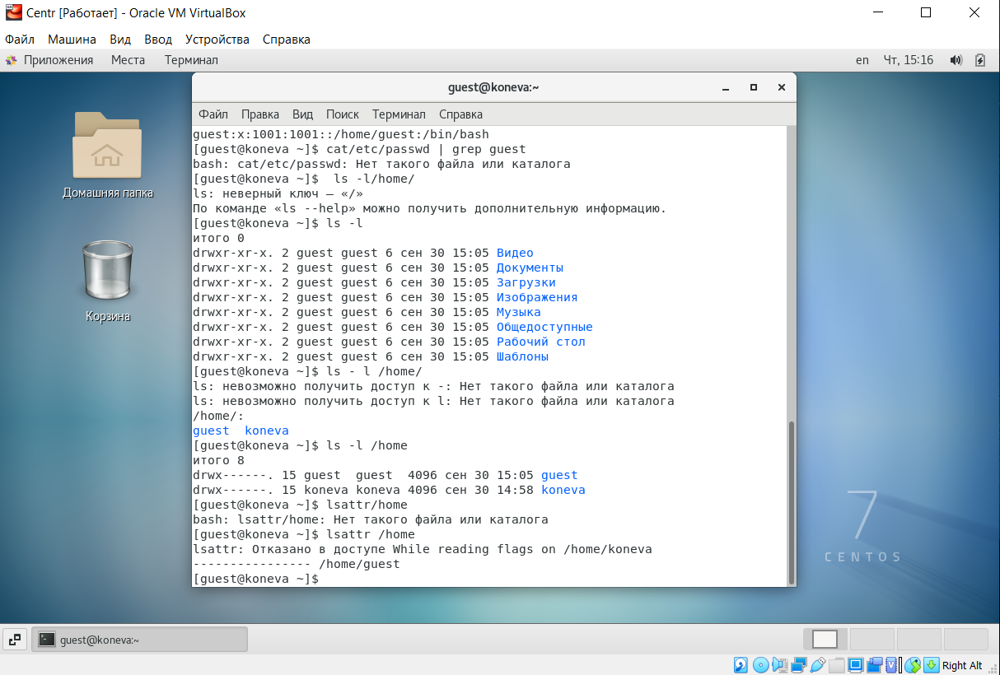 Centr [Работает] - Oracle VM VirtualBox
Файл Машина Вид Ввод Устройства Справка
Приложения Места Терминал en Чт, 15:16
guest@koneva:~
Файл Правка Вид Поиск Терминал Справка
guest:x:1001:1001::/home/guest:/bin/bash
[guest@koneva ~]$ cat/etc/passwd | grep guest
bash: cat/etc/passwd: Нет такого файла или каталога
[guest@koneva ~]$  ls -l/home/
ls: неверный ключ — «/»
По команде «ls --help» можно получить дополнительную информацию.
[guest@koneva ~]$ ls -l
итого 0
drwxr-xr-x. 2 guest guest 6 сен 30 15:05 Видео
drwxr-xr-x. 2 guest guest 6 сен 30 15:05 Документы
drwxr-xr-x. 2 guest guest 6 сен 30 15:05 Загрузки
drwxr-xr-x. 2 guest guest 6 сен 30 15:05 Изображения
drwxr-xr-x. 2 guest guest 6 сен 30 15:05 Музыка
drwxr-xr-x. 2 guest guest 6 сен 30 15:05 Общедоступные
drwxr-xr-x. 2 guest guest 6 сен 30 15:05 Рабочий стол
drwxr-xr-x. 2 guest guest 6 сен 30 15:05 Шаблоны
[guest@koneva ~]$ ls - l /home/
ls: невозможно получить доступ к -: Нет такого файла или каталога
ls: невозможно получить доступ к l: Нет такого файла или каталога
/home/:
guest  koneva
[guest@koneva ~]$ ls -l /home
итого 8
drwx------. 15 guest  guest  4096 сен 30 15:05 guest
drwx------. 15 koneva koneva 4096 сен 30 14:58 koneva
[guest@koneva ~]$ lsattr/home
bash: lsattr/home: Нет такого файла или каталога
[guest@koneva ~]$ lsattr /home
lsattr: Отказано в доступе While reading flags on /home/koneva
---------------- /home/guest
[guest@koneva ~]$
Домашняя папка
Корзина
7
CENTOS
guest@koneva:~
Right Alt